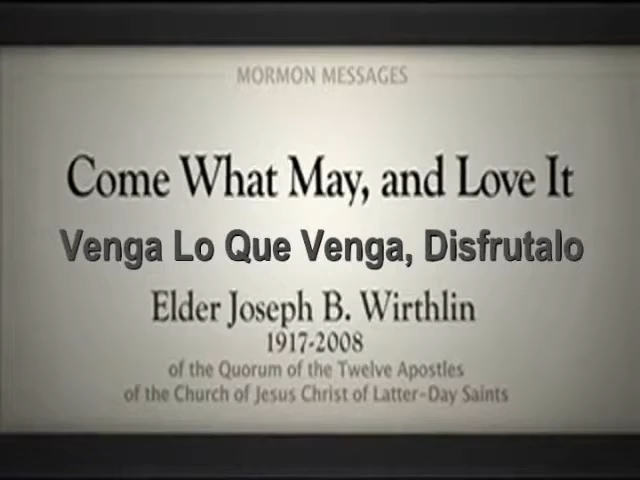 MORMON MESSAGES
Come What May, and Love It
Venga Lo Que Venga, Disfrutalo
Elder Joseph B. Wirthlin
1917-2008
of the Quorum of the Twelve Apostles
of the Church of Jesus Christ of Latter-Day Saints